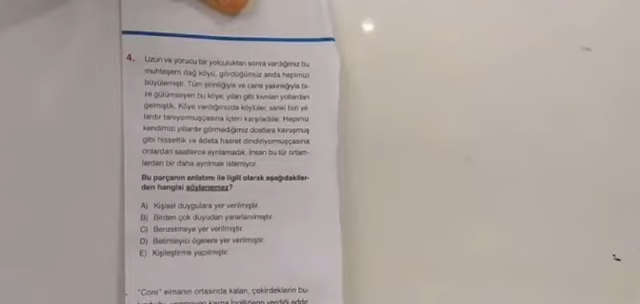 4. Uzun ve yorucu bir yolculuktan sonra vardığımız bu
muhteşem dağ köyü, gördüğümüz anda hepimizi
büyülemişti. Tüm şirinliğiyle ve cana yakınlığıyla bi-
ze gülümseyen bu köye, yılan gibi kıvrılan yollardan
gelmiştik. Köye vardığımızda köylüler, sanki bizi yıl-
lardır tanıyormuşçasına içten karşıladılar. Hepimiz
kendimizi yıllardır görmediğimiz dostlara kavuşmuş
gibi hissettik ve âdeta hasret dindiriyormuşçasına
onlardan saatlerce ayrılamadık. İnsan bu tür ortam-
lardan bir daha ayrılmak istemiyor.
Bu parçanın anlatımı ile ilgili olarak aşağıdakiler-
den hangisi söylenemez?
A) Kişisel duygulara yer verilmiştir.
B) Birden çok duyudan yararlanılmıştır.
C) Benzetmeye yer verilmiştir.
D) Betimleyici ögelere yer verilmiştir.
E) Kişileştirme yapılmıştır.
"Core" elmanın ortasında kalan, çekirdeklerin bu-